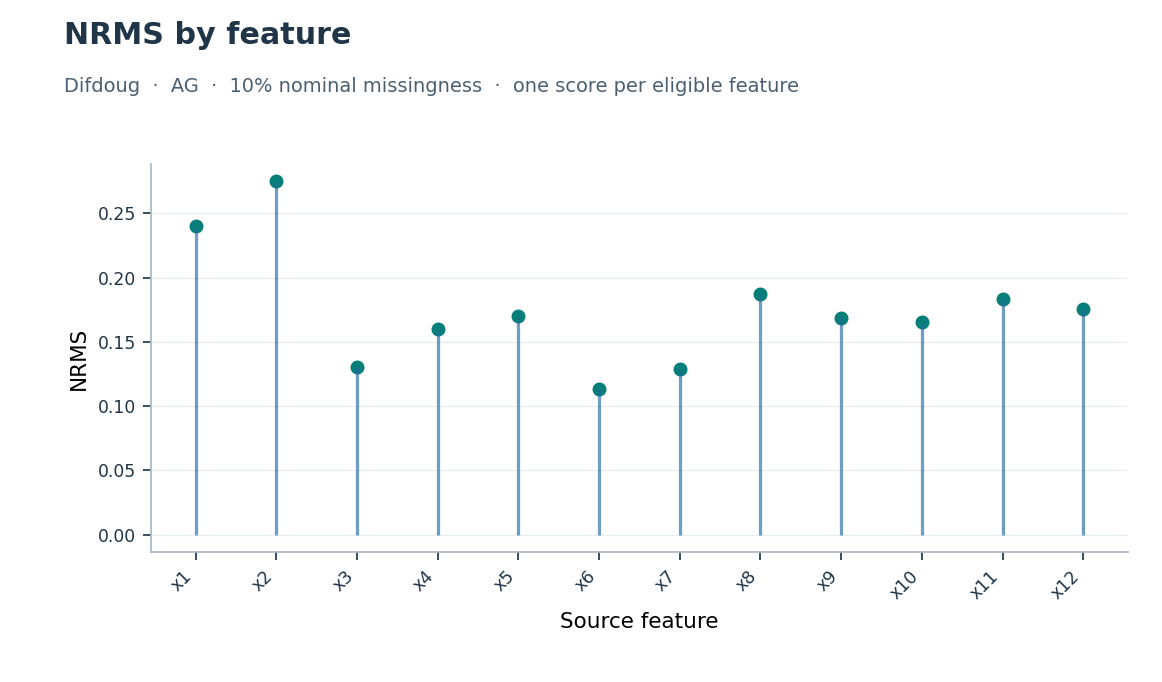 NRMS by feature
Difdoug · AG · 10% nominal missingness · one score per eligible feature
0.25
0.20
0.15
0.10
0.05
0.00
NRMS
x1 x2 x3 x4 x5 x6 x7 x8 x9 x10 x11 x12
Source feature